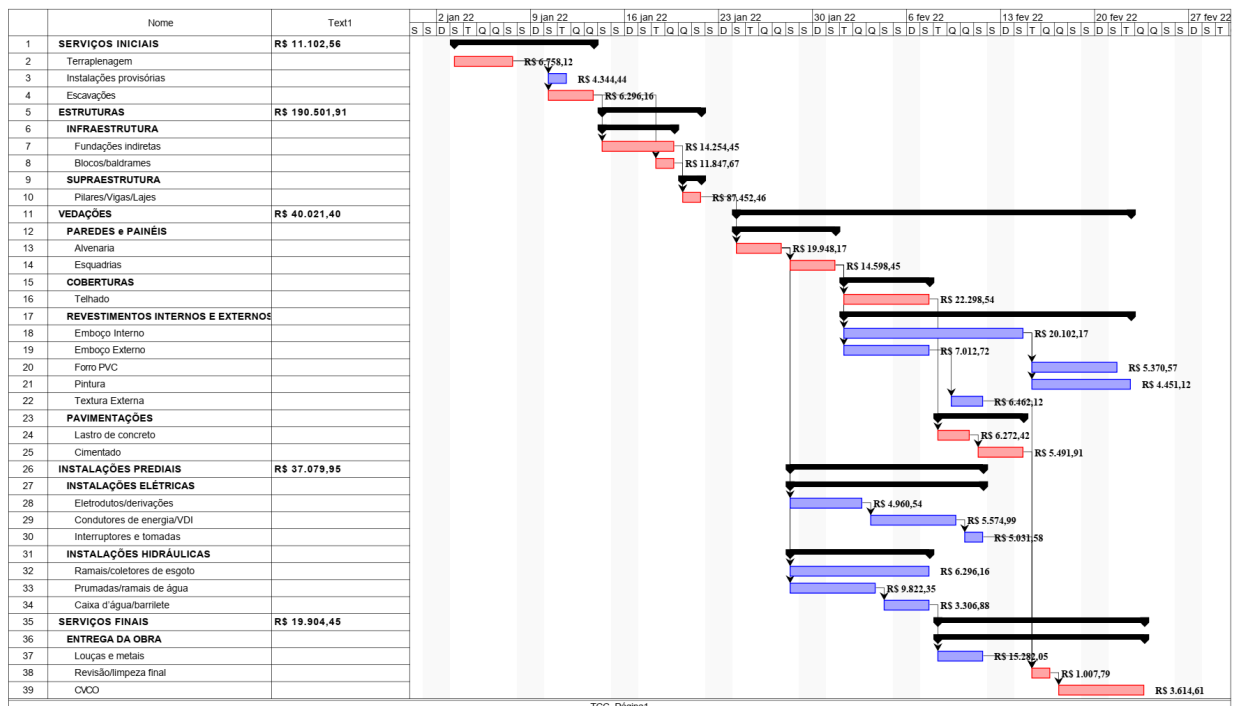 2 jan 22 9 jan 22 16 jan 22 23 jan 22 30 jan 22 6 fev 22 13 fev 22 20 fev 22 27 fev 22
Nome Text1
S S D S T Q Q S S D S T Q Q S S D S T Q Q S S D S T Q Q S S D S T Q Q S S D S T Q Q S S D S T Q Q S S D S T Q Q S S D S T
1 SERVIÇOS INICIAIS R$ 11.102,56
2 Terraplenagem R$ 6.758,12
3 Instalações provisórias R$ 4.344,44
4 Escavações R$ 6.296,16
5 ESTRUTURAS R$ 190.501,91
6 INFRAESTRUTURA
7 Fundações indiretas R$ 14.254,45
8 Blocos/baldrames R$ 11.847,67
9 SUPRAESTRUTURA
10 Pilares/Vigas/Lajes R$ 87.452,46
11 VEDAÇÕES R$ 40.021,40
12 PAREDES e PAINÉIS
13 Alvenaria R$ 19.948,17
14 Esquadrias R$ 14.598,45
15 COBERTURAS
16 Telhado R$ 22.298,54
17 REVESTIMENTOS INTERNOS E EXTERNOS
18 Emboço Interno R$ 20.102,17
19 Emboço Externo R$ 7.012,72
20 Forro PVC R$ 5.370,57
21 Pintura R$ 4.451,12
22 Textura Externa R$ 6.462,12
23 PAVIMENTAÇÕES
24 Lastro de concreto R$ 6.272,42
25 Cimentado R$ 5.491,91
26 INSTALAÇÕES PREDIAIS R$ 37.079,95
27 INSTALAÇÕES ELÉTRICAS
28 Eletrodutos/derivações R$ 4.960,54
29 Condutores de energia/VDI R$ 5.574,99
30 Interruptores e tomadas R$ 5.031,58
31 INSTALAÇÕES HIDRÁULICAS
32 Ramais/coletores de esgoto R$ 6.296,16
33 Prumadas/ramais de água R$ 9.822,35
34 Caixa d'água/barrilete R$ 3.306,88
35 SERVIÇOS FINAIS R$ 19.904,45
36 ENTREGA DA OBRA
37 Louças e metais R$ 15.282,05
38 Revisão/limpeza final R$ 1.007,79
39 CVCO R$ 3.614,61
Página1